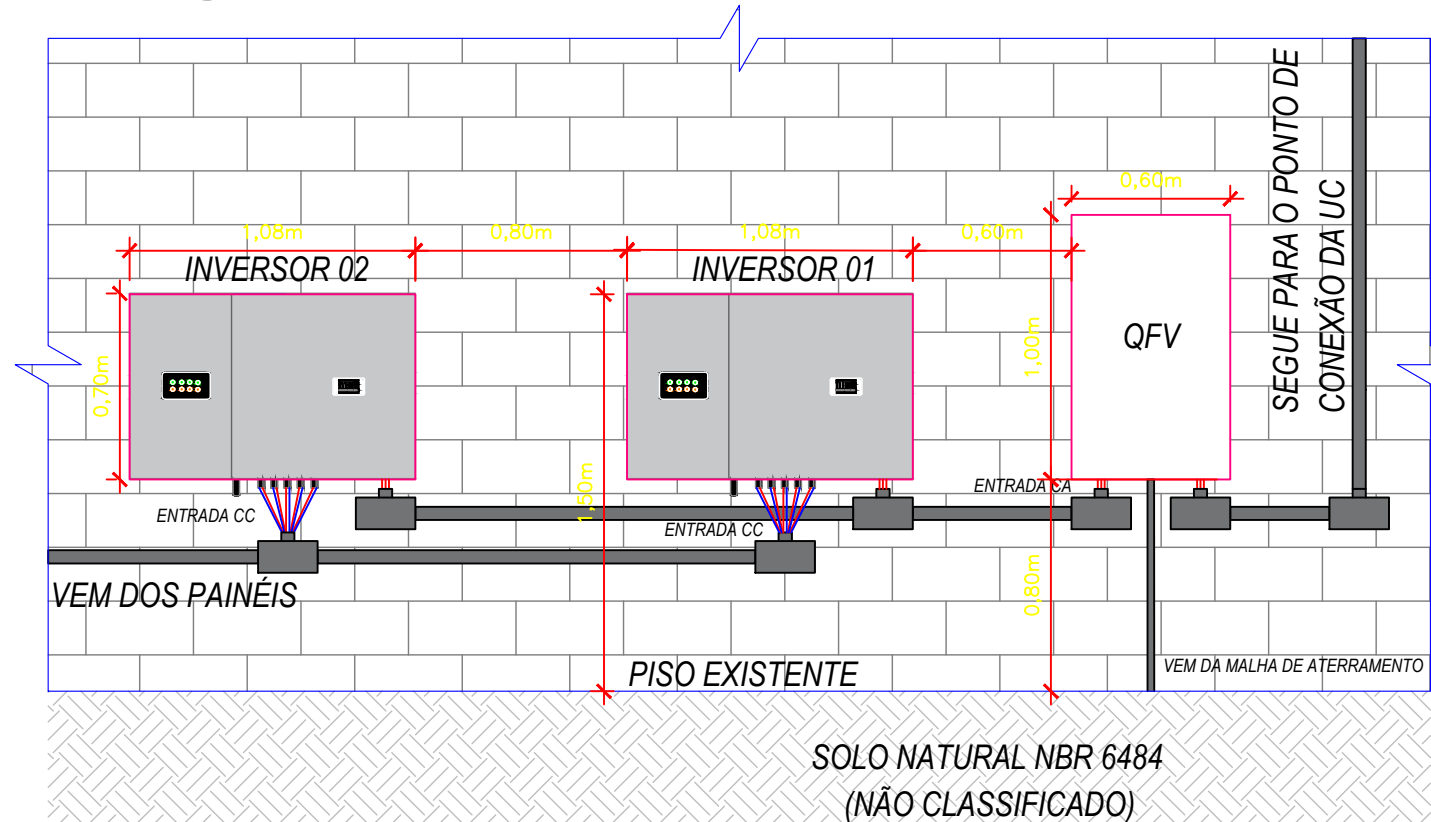 SEGUE PARA O PONTO DE
CONEXÃO DA UC
0,60m
1,08m
0,80m
1,08m
0,60m
INVERSOR 02
INVERSOR 01
QFV
0,70m
1,00m
1,50m
ENTRADA CC
ENTRADA CC
ENTRADA CA
0,80m
VEM DOS PAINÉIS
PISO EXISTENTE
VEM DA MALHA DE ATERRAMENTO
SOLO NATURAL NBR 6484
(NÃO CLASSIFICADO)